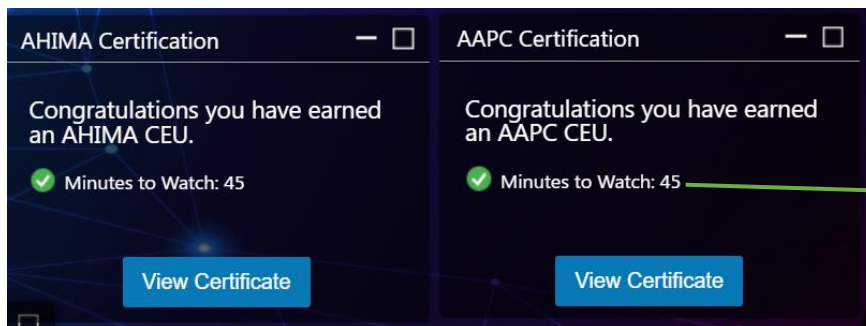 AHIMA Certification
Congratulations you have earned
an AHIMA CEU.
Minutes to Watch: 45
View Certificate
AAPC Certification
Congratulations you have earned
an AAPC CEU.
Minutes to Watch: 45
View Certificate